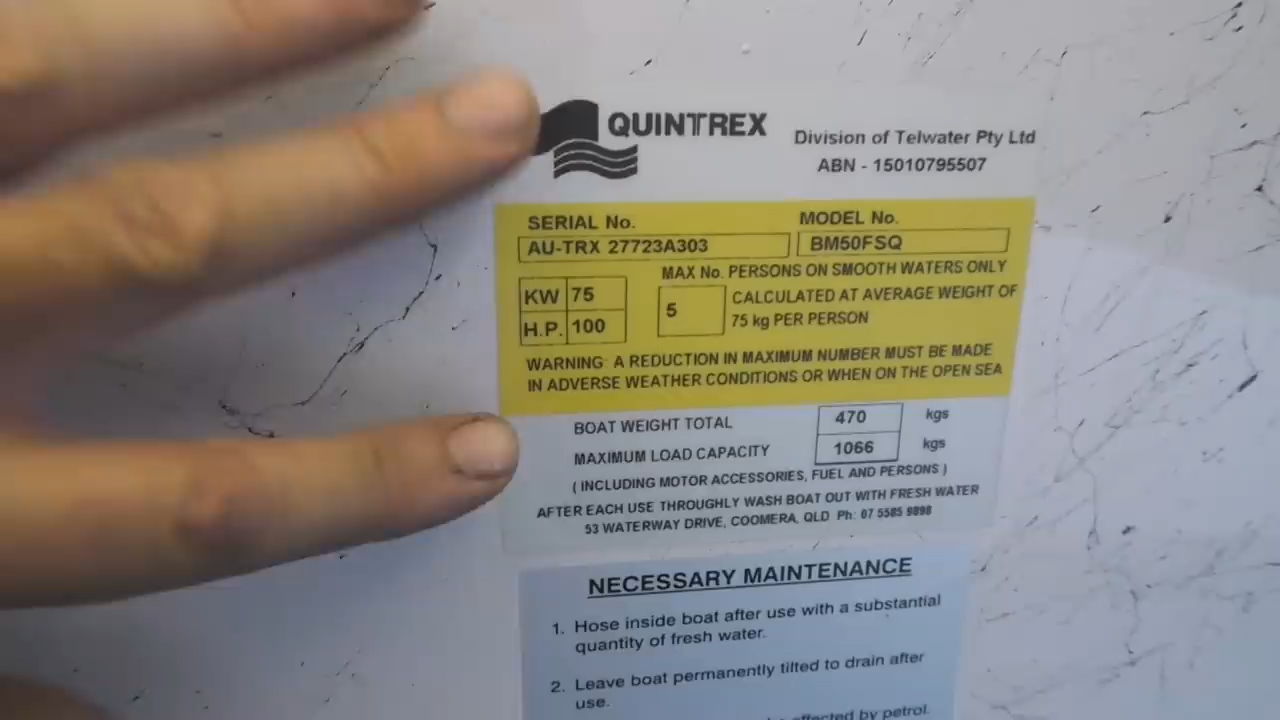 QUINTREX
Division of Telwater Pty Ltd
ABN - 15010795507
SERIAL No.
MODEL No.
AU-TRX 27723A303
BM50FSQ
MAX No. PERSONS ON SMOOTH WATERS ONLY
KW 75
H.P. 100
5
CALCULATED AT AVERAGE WEIGHT OF
75 kg PER PERSON
WARNING: A REDUCTION IN MAXIMUM NUMBER MUST BE MADE
IN ADVERSE WEATHER CONDITIONS OR WHEN ON THE OPEN SEA
BOAT WEIGHT TOTAL 470 kgs
MAXIMUM LOAD CAPACITY 1066 kgs
( INCLUDING MOTOR ACCESSORIES, FUEL AND PERSONS )
AFTER EACH USE THROUGHLY WASH BOAT OUT WITH FRESH WATER
53 WATERWAY DRIVE, COOMERA, QLD Ph: 07 5585 9898
NECESSARY MAINTENANCE
1. Hose inside boat after use with a substantial
quantity of fresh water.
2. Leave boat permanently tilted to drain after
use.
affected by petrol.